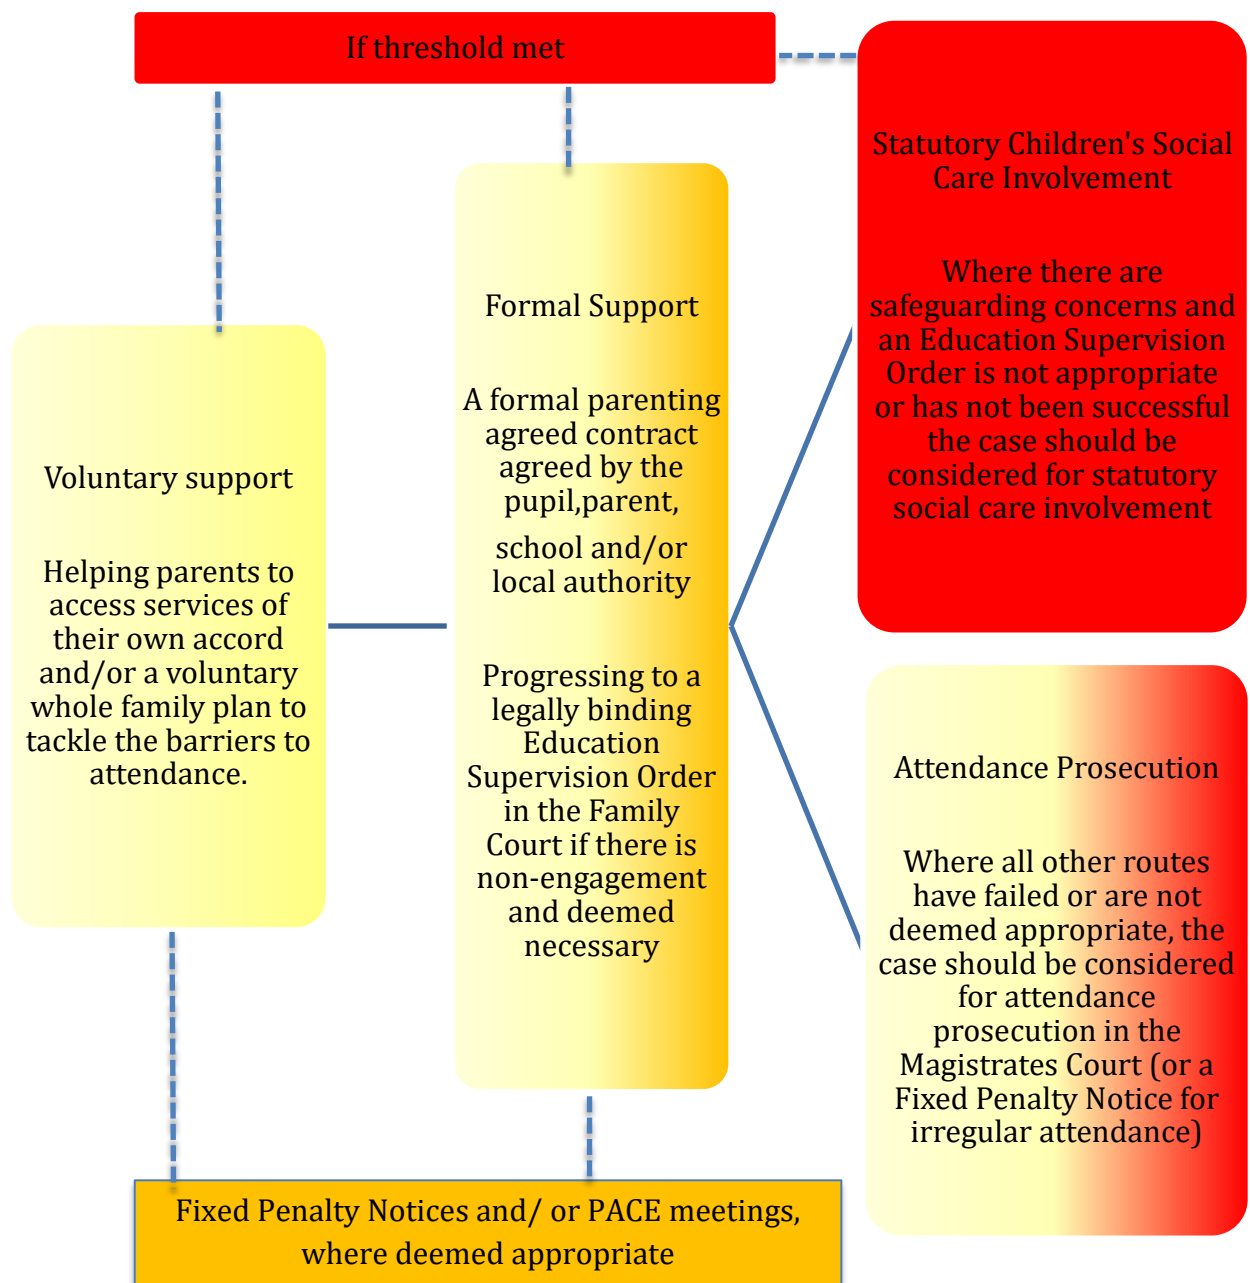 If threshold met
Statutory Children's Social
Care Involvement
Where there are
safeguarding concerns and
an Education Supervision
Order is not appropriate
or has not been successful
the case should be
considered for statutory
social care involvement
Formal Support
A formal parenting
agreed contract
agreed by the
pupil,parent,
school and/or
local authority
Progressing to a
legally binding
Education
Supervision Order
in the Family
Court if there is
non-engagement
and deemed
necessary
Voluntary support
Helping parents to
access services of
their own accord
and/or a voluntary
whole family plan to
tackle the barriers to
attendance.
Attendance Prosecution
Where all other routes
have failed or are not
deemed appropriate, the
case should be considered
for attendance
prosecution in the
Magistrates Court (or a
Fixed Penalty Notice for
irregular attendance)
Fixed Penalty Notices and/ or PACE meetings,
where deemed appropriate